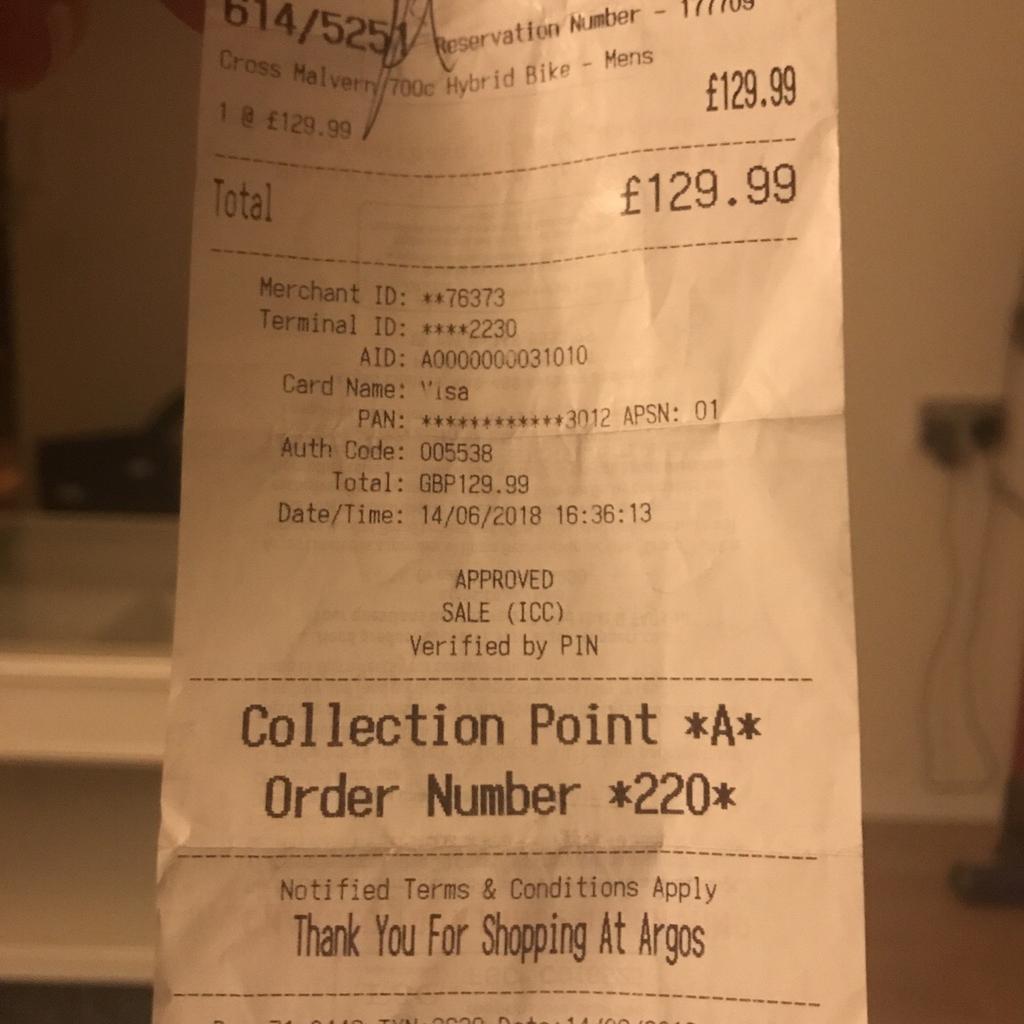 614/5251 Reservation Number - 177709
Cross Malvern 700c Hybrid Bike - Mens
1 @ £129.99 £129.99
Total £129.99
Merchant ID: **76373
Terminal ID: ****2230
AID: A0000000031010
Card Name: Visa
PAN: ************3012 APSN: 01
Auth Code: 005538
Total: GBP129.99
Date/Time: 14/06/2018 16:36:13
APPROVED
SALE (ICC)
Verified by PIN
Collection Point *A*
Order Number *220*
Notified Terms & Conditions Apply
Thank You For Shopping At Argos